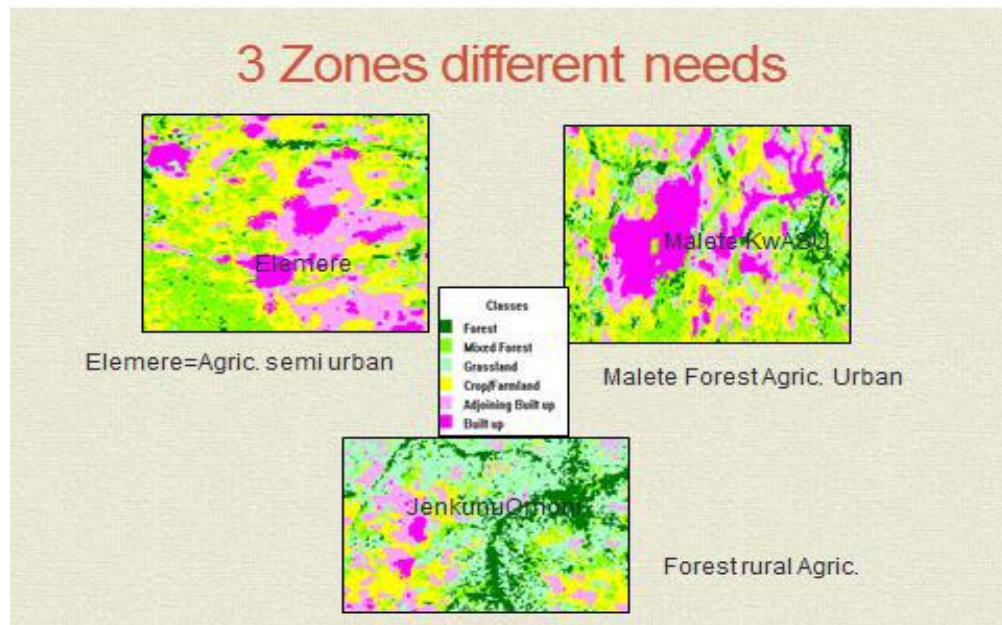 3 Zones different needs
Elemere
Malete KwASU
Elemere=Agric. semi urban
Malete Forest Agric. Urban
Classes
Forest
Mixed Forest
Grassland
Crop/Farmland
Adjoining Built up
Built up
Forest rural Agric.